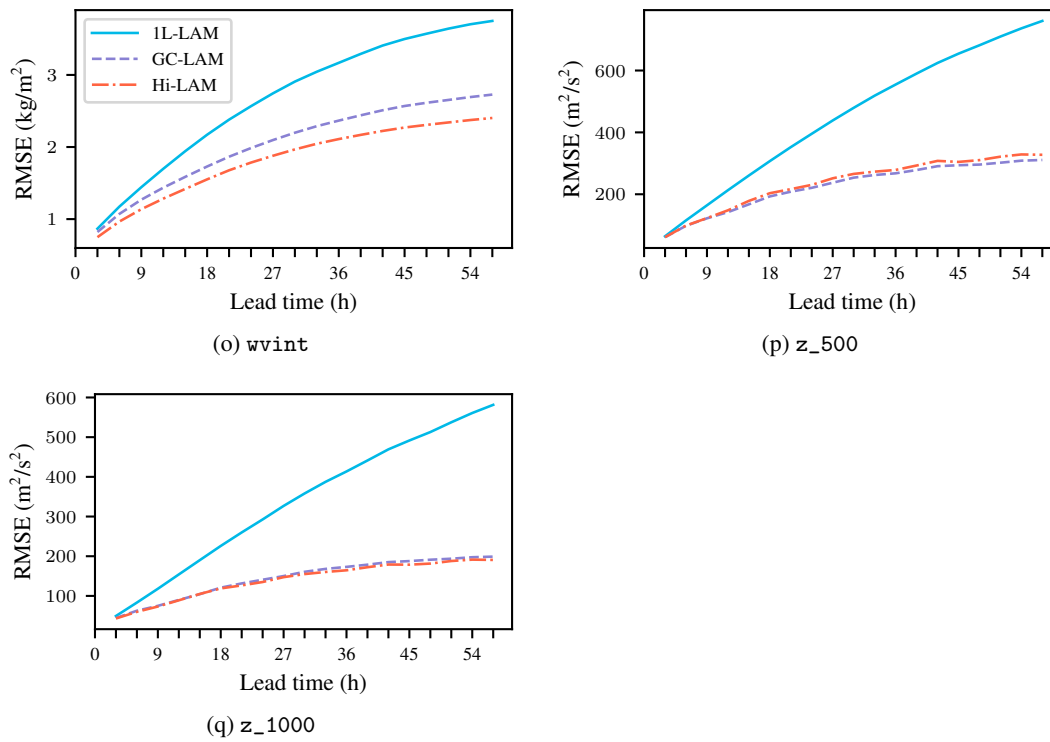 RMSE (kg/m²)
3
2
1
1L-LAM
GC-LAM
Hi-LAM
0 9 18 27 36 45 54
Lead time (h)
(o) wvint
RMSE (m²/s²)
600
400
200
0 9 18 27 36 45 54
Lead time (h)
(p) z_500
RMSE (m²/s²)
600
500
400
300
200
100
0 9 18 27 36 45 54
Lead time (h)
(q) z_1000